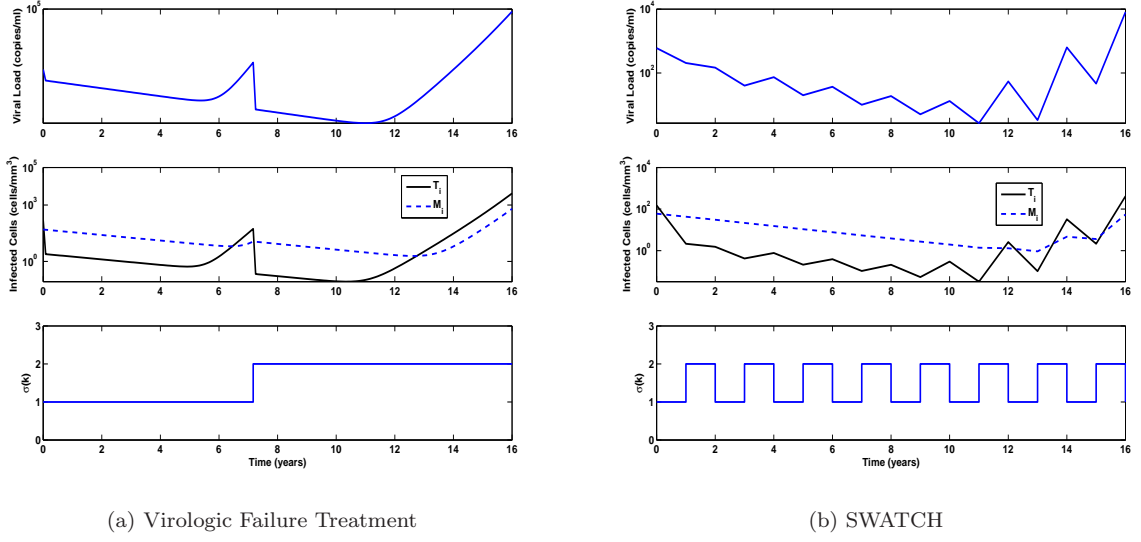 Viral Load (copies/ml)
10^5
0 2 4 6 8 10 12 14 16
Infected Cells (cells/mm^3)
10^5
10^3
10^0
T_i
M_i
0 2 4 6 8 10 12 14 16
σ(k)
3
2
1
0
0 2 4 6 8 10 12 14 16
Time (years)
(a) Virologic Failure Treatment
Viral Load (copies/ml)
10^2
0 2 4 6 8 10 12 14 16
Infected Cells (cells/mm^3)
10^4
10^2
10^0
T_i
M_i
0 2 4 6 8 10 12 14 16
σ(k)
3
2
1
0
0 2 4 6 8 10 12 14 16
Time (years)
(b) SWATCH